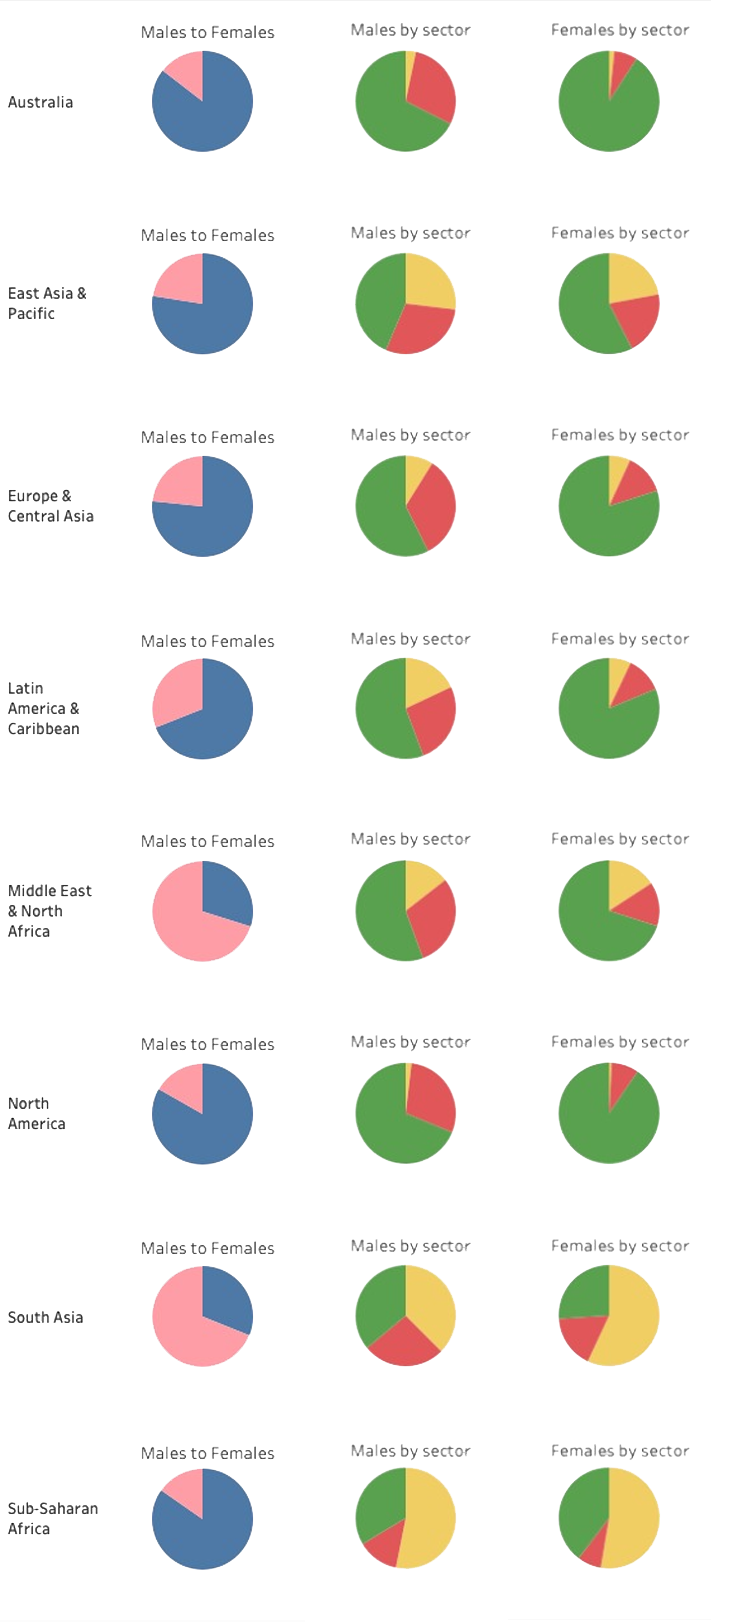 Males to Females
Males by sector
Females by sector
Australia
Males to Females
Males by sector
Females by sector
East Asia &
Pacific
Males to Females
Males by sector
Females by sector
Europe &
Central Asia
Males to Females
Males by sector
Females by sector
Latin
America &
Caribbean
Males to Females
Males by sector
Females by sector
Middle East
& North
Africa
Males to Females
Males by sector
Females by sector
North
America
Males to Females
Males by sector
Females by sector
South Asia
Males to Females
Males by sector
Females by sector
Sub-Saharan
Africa